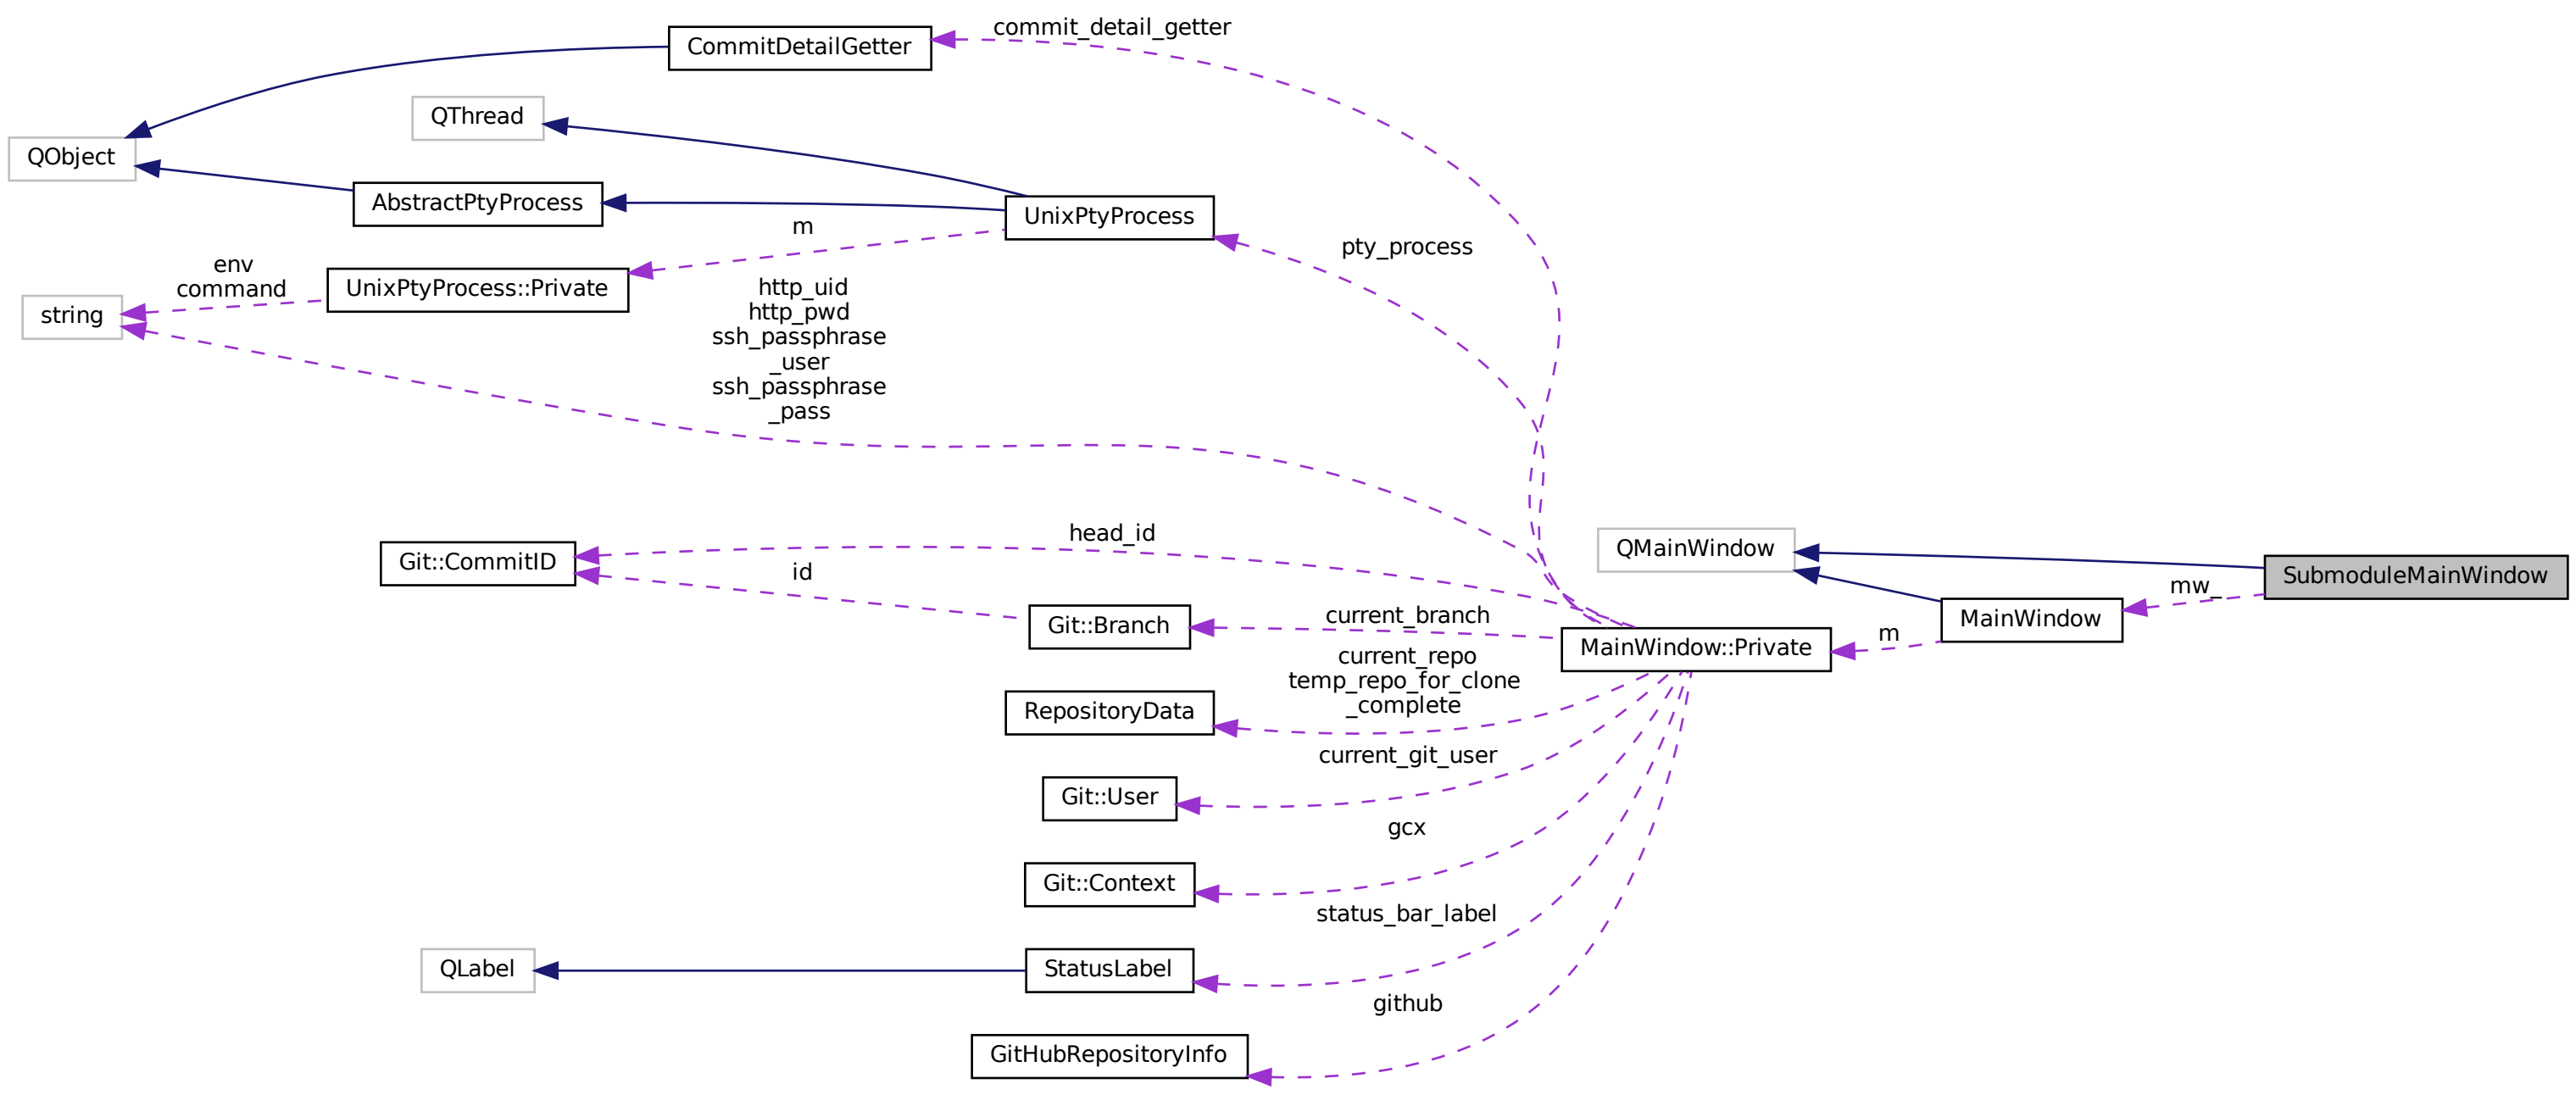 commit_detail_getter
CommitDetailGetter
QThread
QObject
AbstractPtyProcess
UnixPtyProcess
m
pty_process
env
command
UnixPtyProcess::Private
string
http_uid
http_pwd
ssh_passphrase
_user
ssh_passphrase
_pass
head_id
Git::CommitID
id
QMainWindow
SubmoduleMainWindow
mw_
MainWindow
m
current_branch
Git::Branch
MainWindow::Private
current_repo
temp_repo_for_clone
_complete
RepositoryData
current_git_user
Git::User
gcx
Git::Context
status_bar_label
QLabel
StatusLabel
github
GitHubRepositoryInfo